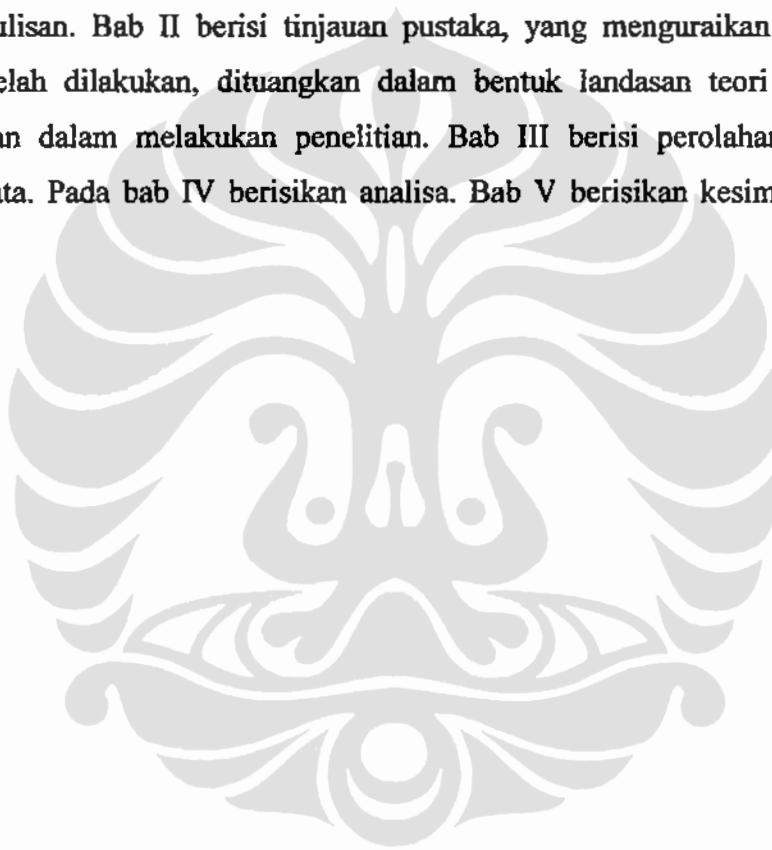 ulisan. Bab II berisi tinjauan pustaka, yang menguraikan
elah dilakukan, dituangkan dalam bentuk landasan teori
an dalam melakukan penelitian. Bab III berisi perolahan
ata. Pada bab IV berisikan analisa. Bab V berisikan kesim